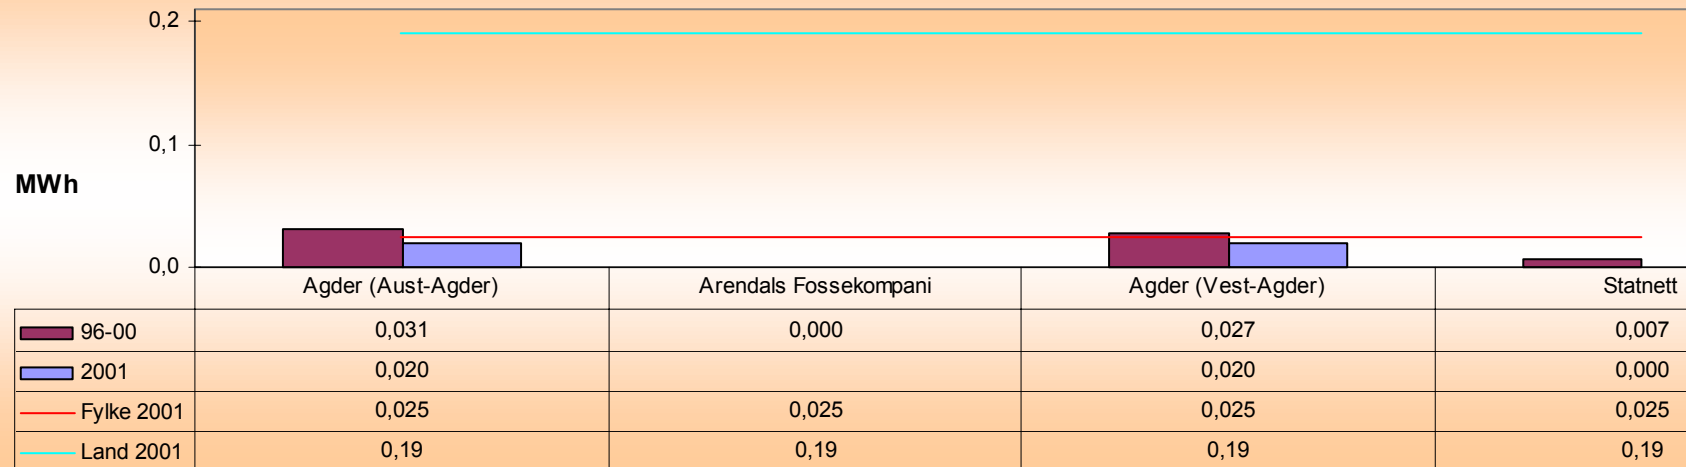 0,2
0,1
MWh
0,0
Agder (Aust-Agder) Arendals Fossekompani Agder (Vest-Agder) Statnett
96-00 0,031 0,000 0,027 0,007
2001 0,020 0,020 0,000
Fylke 2001 0,025 0,025 0,025 0,025
Land 2001 0,19 0,19 0,19 0,19